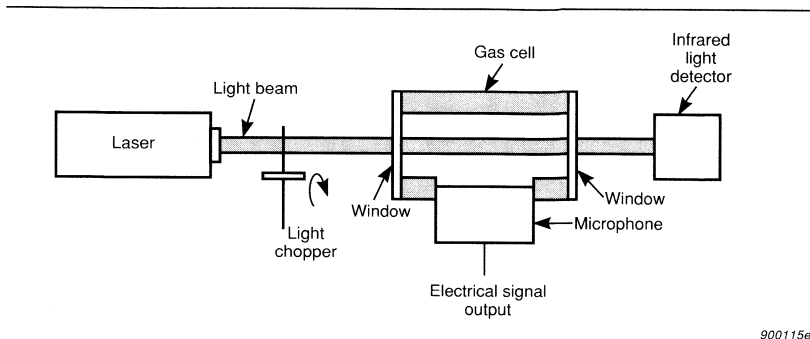 Infrared
light
detector
Gas cell
Light beam
Laser
Window
Window
Microphone
Light
chopper
Electrical signal
output
900115e